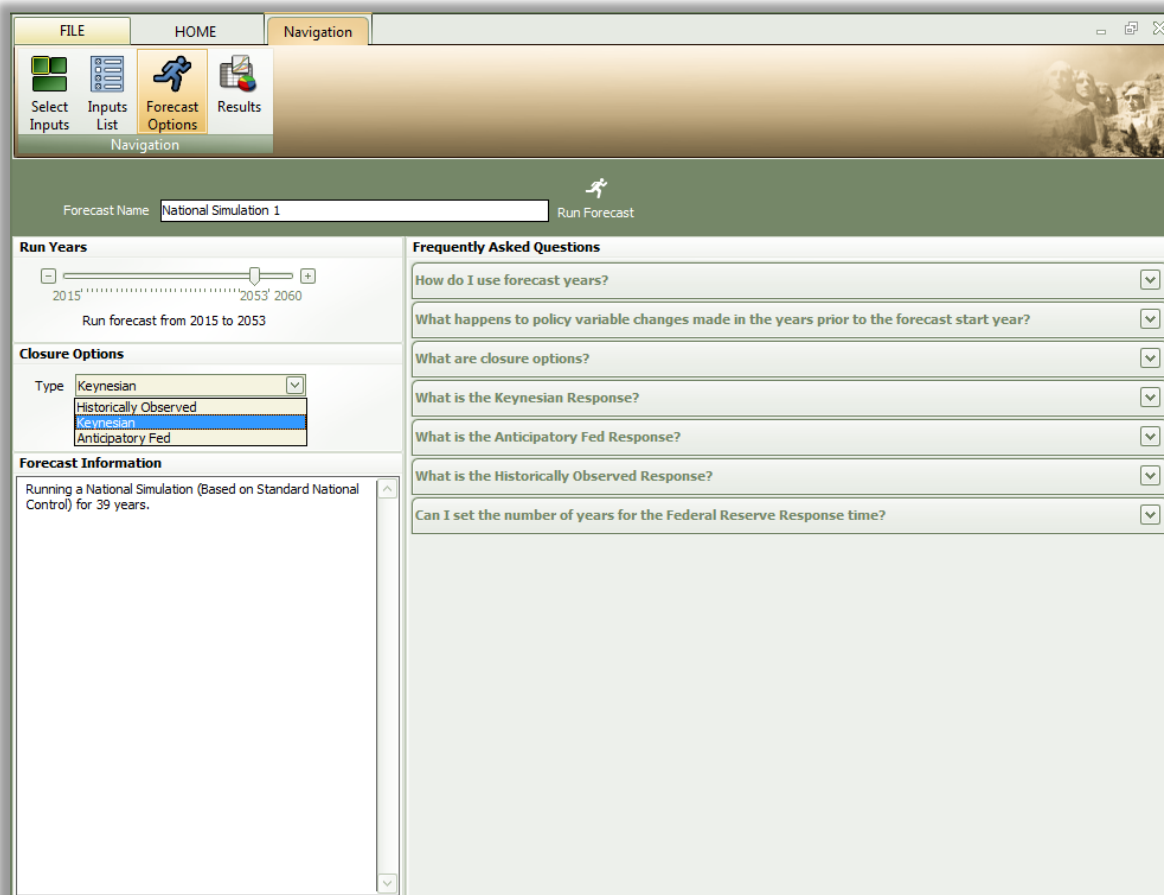 FILE
HOME
Navigation
Select
Inputs
Inputs
List
Forecast
Options
Results
Navigation
Forecast Name
National Simulation 1
Run Forecast
Run Years
2015
2053
2060
Run forecast from 2015 to 2053
Closure Options
Type
Keynesian
Historically Observed
Keynesian
Anticipatory Fed
Forecast Information
Running a National Simulation (Based on Standard National
Control) for 39 years.
Frequently Asked Questions
How do I use forecast years?
What happens to policy variable changes made in the years prior to the forecast start year?
What are closure options?
What is the Keynesian Response?
What is the Anticipatory Fed Response?
What is the Historically Observed Response?
Can I set the number of years for the Federal Reserve Response time?